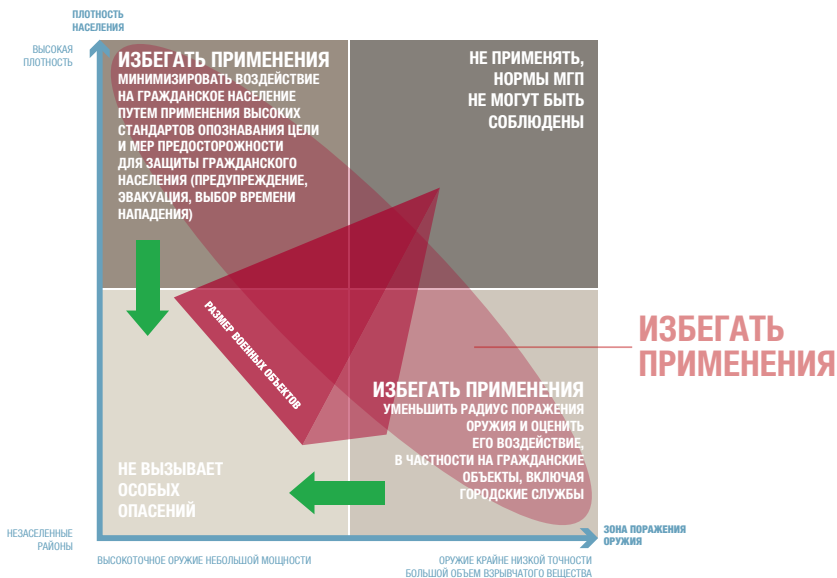 ПЛОТНОСТЬ
НАСЕЛЕНИЯ
ВЫСОКАЯ
ПЛОТНОСТЬ
ИЗБЕГАТЬ ПРИМЕНЕНИЯ
МИНИМИЗИРОВАТЬ ВОЗДЕЙСТВИЕ
НА ГРАЖДАНСКОЕ НАСЕЛЕНИЕ
ПУТЕМ ПРИМЕНЕНИЯ ВЫСОКИХ
СТАНДАРТОВ ОПОЗНАВАНИЯ ЦЕЛИ
И МЕР ПРЕДОСТОРОЖНОСТИ
ДЛЯ ЗАЩИТЫ ГРАЖДАНСКОГО
НАСЕЛЕНИЯ (ПРЕДУПРЕЖДЕНИЕ,
ЭВАКУАЦИЯ, ВЫБОР ВРЕМЕНИ
НАПАДЕНИЯ)
НЕ ПРИМЕНЯТЬ,
НОРМЫ МГП
НЕ МОГУТ БЫТЬ
СОБЛЮДЕНЫ
РАЗМЕР ВОЕННЫХ ОБЪЕКТОВ
ИЗБЕГАТЬ
ПРИМЕНЕНИЯ
ИЗБЕГАТЬ ПРИМЕНЕНИЯ
УМЕНЬШИТЬ РАДИУС ПОРАЖЕНИЯ
ОРУЖИЯ И ОЦЕНИТЬ
ЕГО ВОЗДЕЙСТВИЕ,
В ЧАСТНОСТИ НА ГРАЖДАНСКИЕ
ОБЪЕКТЫ, ВКЛЮЧАЯ
ГОРОДСКИЕ СЛУЖБЫ
НЕ ВЫЗЫВАЕТ
ОСОБЫХ
ОПАСЕНИЙ
НЕЗАСЕЛЕННЫЕ
РАЙОНЫ
ЗОНА ПОРАЖЕНИЯ
ОРУЖИЯ
ВЫСОКОТОЧНОЕ ОРУЖИЕ НЕБОЛЬШОЙ МОЩНОСТИ
ОРУЖИЕ КРАЙНЕ НИЗКОЙ ТОЧНОСТИ
БОЛЬШОЙ ОБЪЕМ ВЗРЫВЧАТОГО ВЕЩЕСТВА